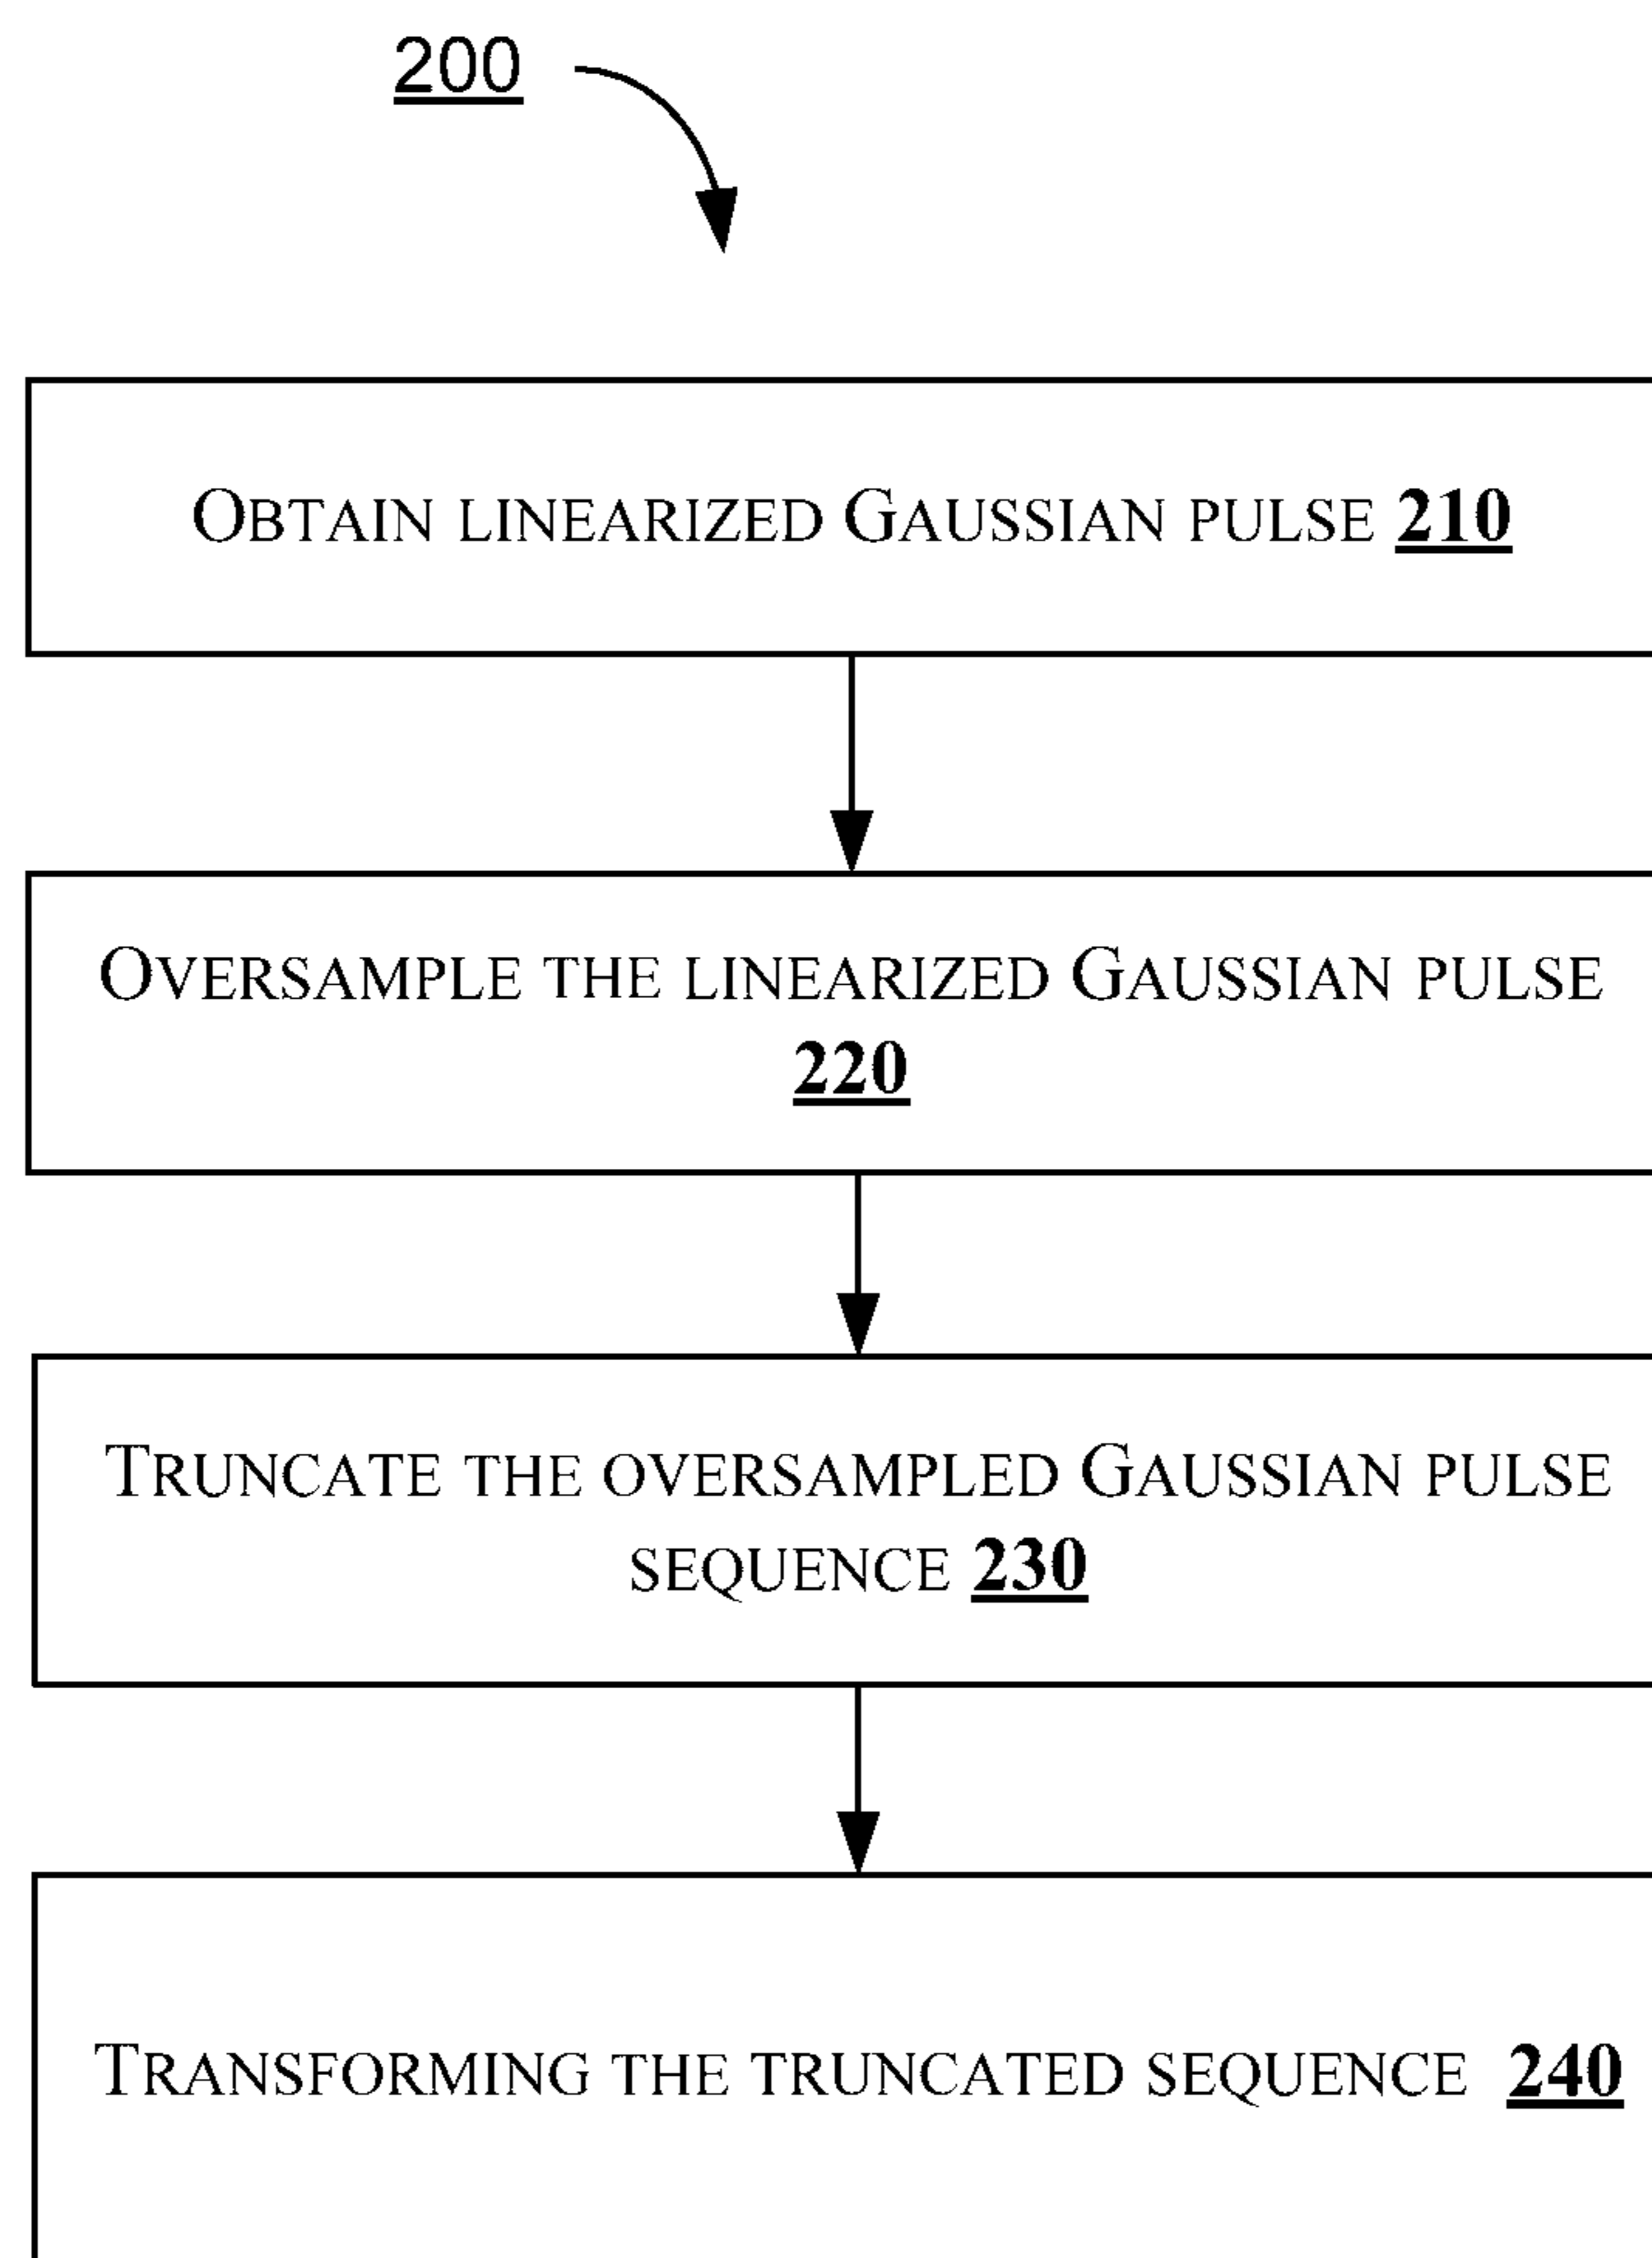 200
Obtain linearized Gaussian pulse 210
Oversample the linearized Gaussian pulse
220
Truncate the oversampled Gaussian pulse
sequence 230
Transforming the truncated sequence 240